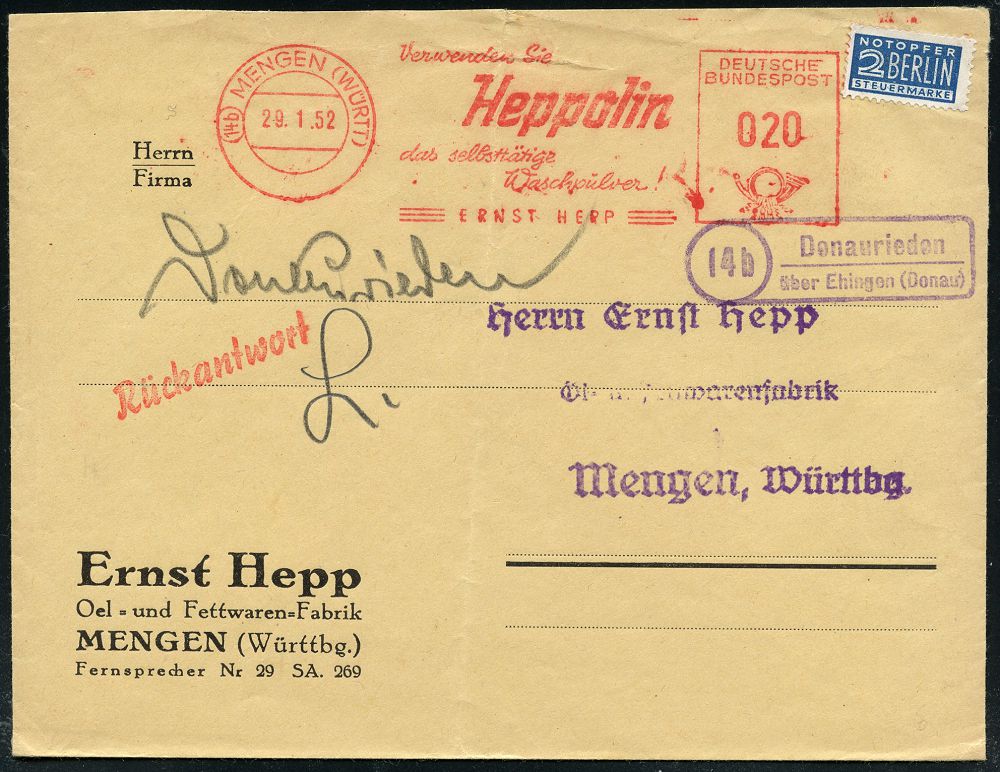 (14b) MENGEN (WÜRTT)
29.1.52
Verwenden Sie
Heppolin
das selbsttätige
Waschpulver!
ERNST HEPP
DEUTSCHE
BUNDESPOST
020
NOTOPFER
2 BERLIN
STEUERMARKE
Herrn
Firma
14b
Donaurieden
über Ehingen (Donau)
Donaurieden
Rückantwort
L.
Herrn Ernst Hepp
warenfabrik
Mengen, Württbg.
Ernst Hepp
Oel = und Fettwaren=Fabrik
MENGEN (Württbg.)
Fernsprecher Nr 29 SA. 269